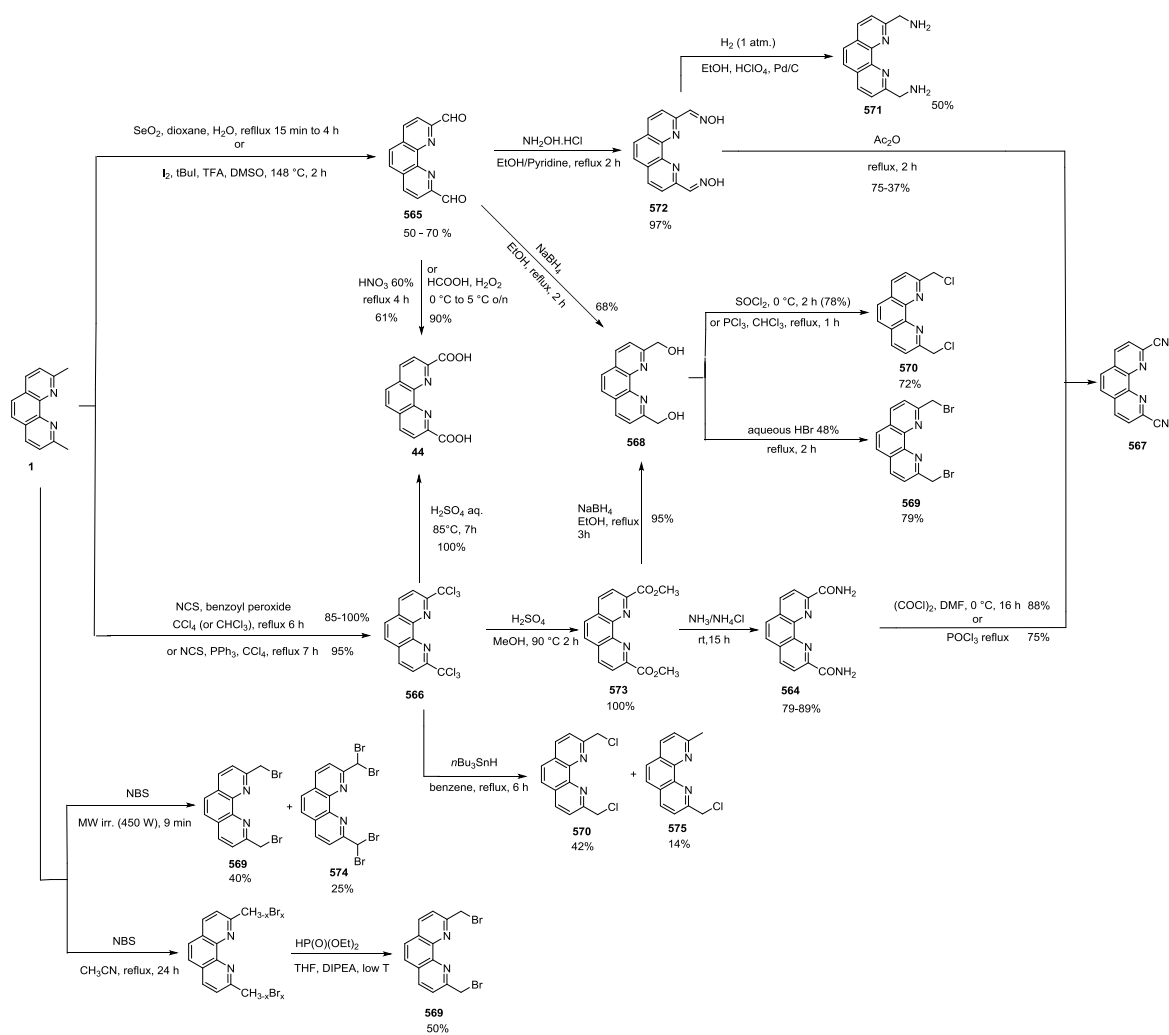 H2 (1 atm.)
EtOH, HClO4, Pd/C
NH2
N
N
NH2
571
50%
SeO2, dioxane, H2O, reflux 15 min to 4 h
or
I2, tBuI, TFA, DMSO, 148 °C, 2 h
CHO
N
N
CHO
565
50 - 70 %
NH2OH.HCl
EtOH/Pyridine, reflux 2 h
NOH
N
N
NOH
572
97%
Ac2O
reflux, 2 h
75-37%
HNO3 60%
reflux 4 h
61%
or
HCOOH, H2O2
0 °C to 5 °C o/n
90%
NaBH4
EtOH, reflux, 2 h
68%
SOCl2, 0 °C, 2 h (78%)
or PCl3, CHCl3, reflux, 1 h
Cl
N
N
Cl
570
72%
N
N
1
COOH
N
N
COOH
44
OH
N
N
OH
568
aqueous HBr 48%
reflux, 2 h
Br
N
N
Br
569
79%
CN
N
N
CN
567
H2SO4 aq.
85°C, 7h
100%
NaBH4
EtOH, reflux
3h
95%
NCS, benzoyl peroxide
CCl4 (or CHCl3), reflux 6 h
85-100%
or NCS, PPh3, CCl4, reflux 7 h
95%
CCl3
N
N
CCl3
566
H2SO4
MeOH, 90 °C 2 h
CO2CH3
N
N
CO2CH3
573
100%
NH3/NH4Cl
rt,15 h
CONH2
N
N
CONH2
564
79-89%
(COCl)2, DMF, 0 °C, 16 h 88%
or
POCl3 reflux 75%
nBu3SnH
benzene, reflux, 6 h
Cl
N
N
Cl
570
42%
+
N
N
Cl
575
14%
NBS
MW irr. (450 W), 9 min
Br
N
N
Br
569
40%
+
Br
Br
N
N
Br
Br
574
25%
NBS
CH3CN, reflux, 24 h
CH3-xBrx
N
N
CH3-xBrx
HP(O)(OEt)2
THF, DIPEA, low T
Br
N
N
Br
569
50%